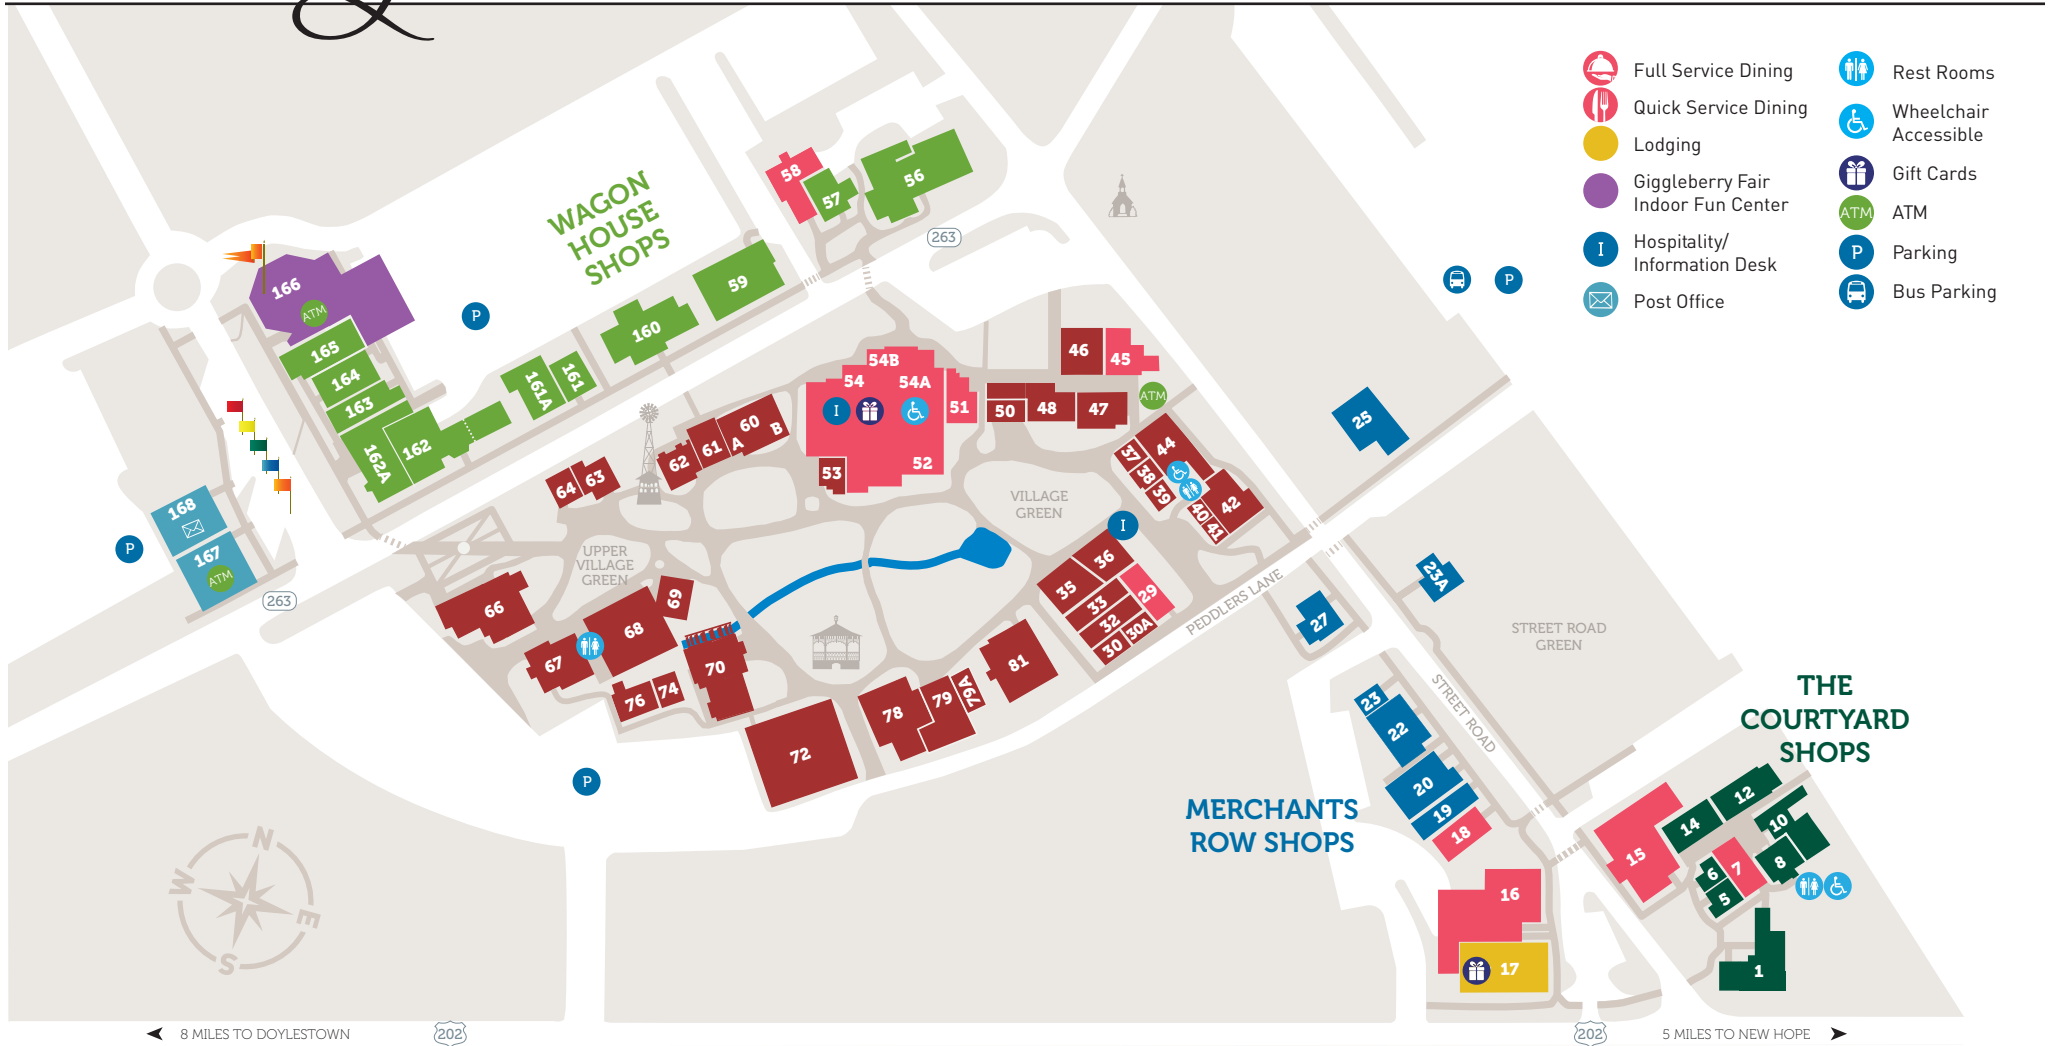 &
Full Service Dining
Quick Service Dining
Lodging
Giggleberry Fair
Indoor Fun Center
I
Hospitality/
Information Desk
Post Office
Rest Rooms
Wheelchair
Accessible
Gift Cards
ATM
ATM
P
Parking
Bus Parking
WAGON
HOUSE
SHOPS
58
57
56
263
59
160
161
161A
166
ATM
165
164
163
162
162A
P
168
167
ATM
P
263
54B
54
54A
I
51
52
53
46
45
50
48
47
ATM
60
A
B
61
62
63
64
44
37
38
39
40
41
42
25
P
VILLAGE
GREEN
I
UPPER
VILLAGE
GREEN
36
35
33
32
30
30A
29
PEDDLERS LANE
27
23A
STREET ROAD
GREEN
66
67
68
69
70
76
74
72
78
79
79A
81
P
STREET ROAD
23
22
20
19
18
MERCHANTS
ROW SHOPS
THE
COURTYARD
SHOPS
15
14
12
10
8
7
6
5
1
16
17
N
W
E
S
8 MILES TO DOYLESTOWN
202
202
5 MILES TO NEW HOPE